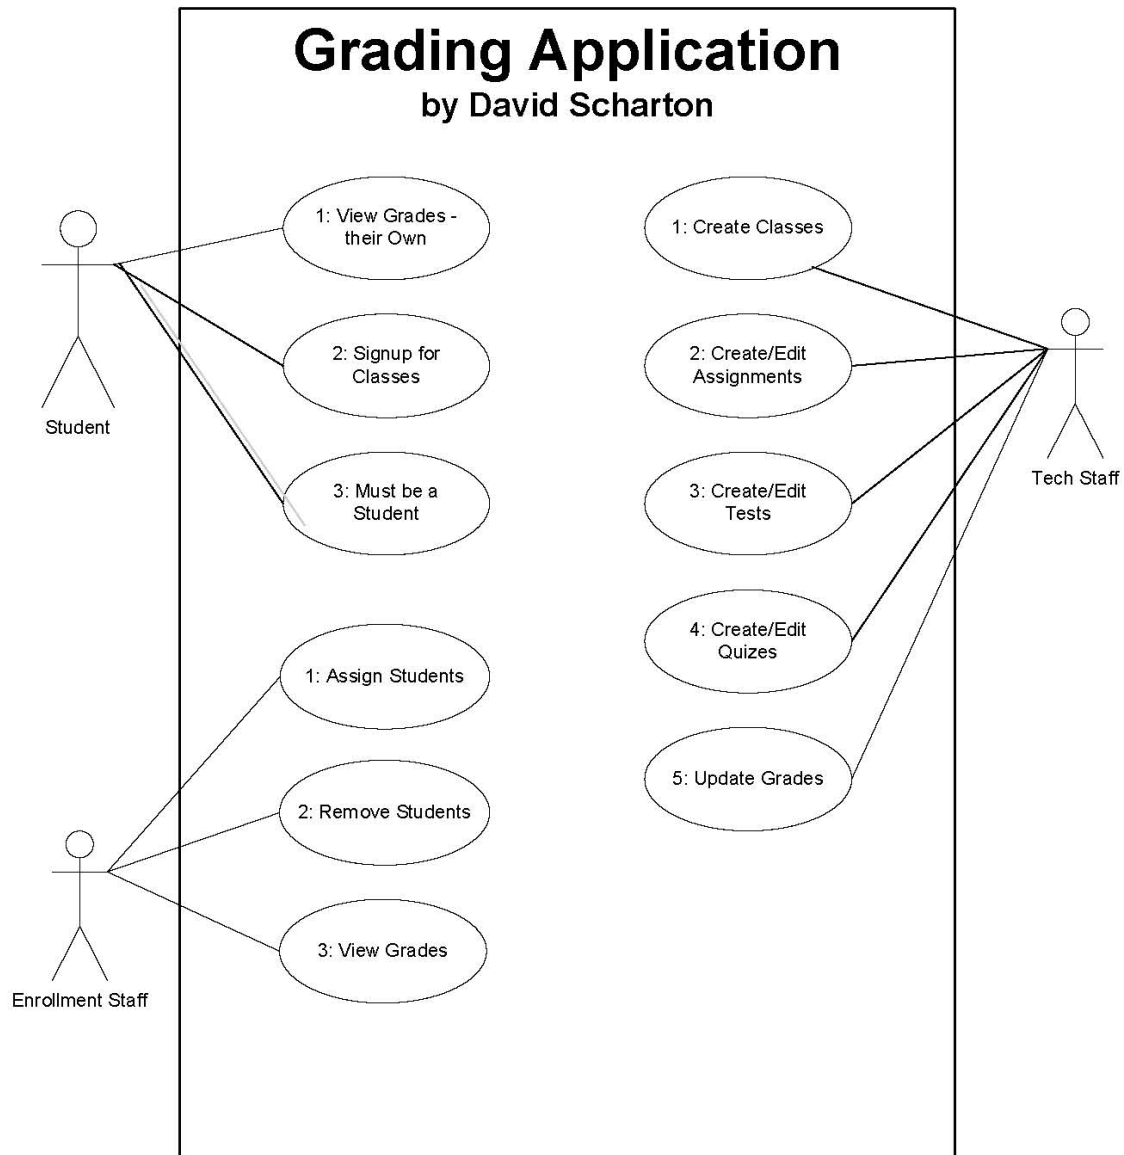 Grading Application
by David Scharton
1: View Grades -
their Own
2: Signup for
Classes
3: Must be a
Student
Student
1: Assign Students
2: Remove Students
3: View Grades
Enrollment Staff
1: Create Classes
2: Create/Edit
Assignments
3: Create/Edit
Tests
4: Create/Edit
Quizes
5: Update Grades
Tech Staff